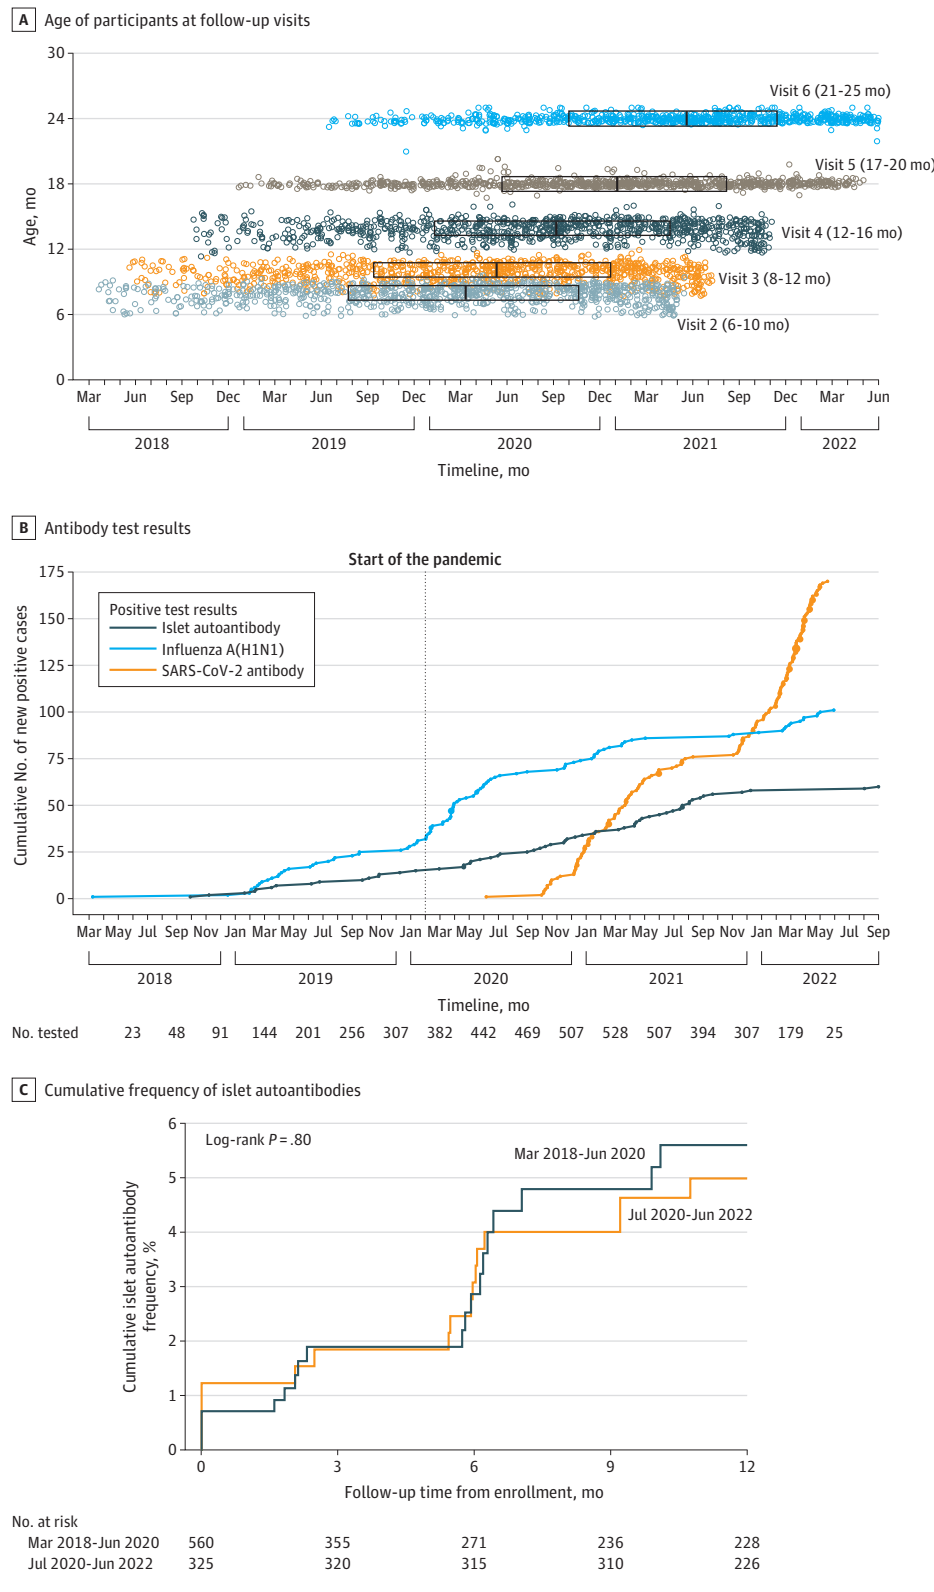 A Age of participants at follow-up visits
30
24
18
12
6
0
Age, mo
Visit 6 (21-25 mo)
Visit 5 (17-20 mo)
Visit 4 (12-16 mo)
Visit 3 (8-12 mo)
Visit 2 (6-10 mo)
Mar Jun Sep Dec Mar Jun Sep Dec Mar Jun Sep Dec Mar Jun Sep Dec Mar Jun
2018 2019 2020 2021 2022
Timeline, mo
B Antibody test results
Start of the pandemic
175
150
125
100
75
50
25
0
Cumulative No. of new positive cases
Positive test results
Islet autoantibody
Influenza A(H1N1)
SARS-CoV-2 antibody
Mar May Jul Sep Nov Jan Mar May Jul Sep Nov Jan Mar May Jul Sep Nov Jan Mar May Jul Sep Nov Jan Mar May Jul Sep
2018 2019 2020 2021 2022
Timeline, mo
No. tested 23 48 91 144 201 256 307 382 442 469 507 528 507 394 307 179 25
C Cumulative frequency of islet autoantibodies
6
5
4
3
2
1
0
Cumulative islet autoantibody
frequency, %
Log-rank P = .80
Mar 2018-Jun 2020
Jul 2020-Jun 2022
0 3 6 9 12
Follow-up time from enrollment, mo
No. at risk
Mar 2018-Jun 2020 560 355 271 236 228
Jul 2020-Jun 2022 325 320 315 310 226